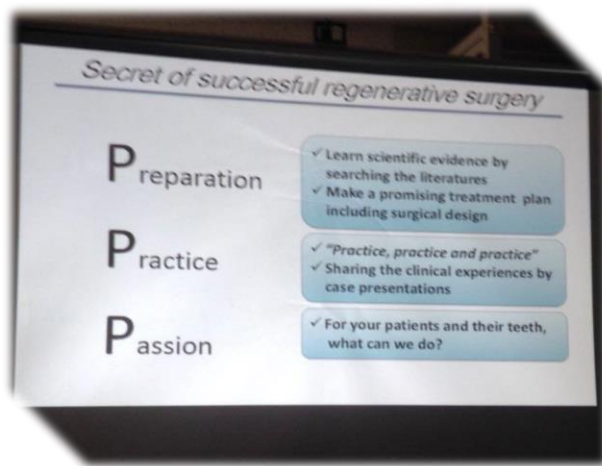 Secret of successful regenerative surgery
Preparation
✓ Learn scientific evidence by
searching the literatures
✓ Make a promising treatment plan
including surgical design
Practice
✓ "Practice, practice and practice"
✓ Sharing the clinical experiences by
case presentations
Passion
✓ For your patients and their teeth,
what can we do?